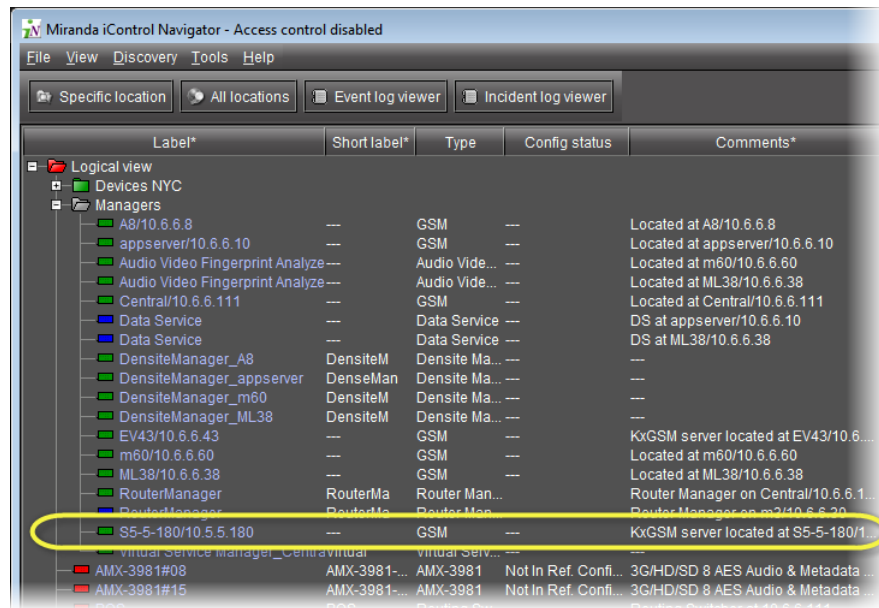 Miranda iControl Navigator - Access control disabled
File View Discovery Tools Help
Specific location All locations Event log viewer Incident log viewer
Label* Short label* Type Config status Comments*
Logical view
Devices NYC
Managers
A8/10.6.6.8 --- GSM --- Located at A8/10.6.6.8
appserver/10.6.6.10 --- GSM --- Located at appserver/10.6.6.10
Audio Video Fingerprint Analyze --- Audio Vide... --- Located at m60/10.6.6.60
Audio Video Fingerprint Analyze --- Audio Vide... --- Located at ML38/10.6.6.38
Central/10.6.6.111 --- GSM --- Located at Central/10.6.6.111
Data Service --- Data Service --- DS at appserver/10.6.6.10
Data Service --- Data Service --- DS at ML38/10.6.6.38
DensiteManager_A8 DensiteM Densite Ma... --- ---
DensiteManager_appserver DenseMan Densite Ma... --- ---
DensiteManager_m60 DensiteM Densite Ma... --- ---
DensiteManager_ML38 DensiteM Densite Ma... --- ---
EV43/10.6.6.43 --- GSM --- KxGSM server located at EV43/10.6....
m60/10.6.6.60 --- GSM --- Located at m60/10.6.6.60
ML38/10.6.6.38 --- GSM --- Located at ML38/10.6.6.38
RouterManager RouterMa Router Man... Router Manager on Central/10.6.6.1...
RouterManager RouterMa Router Man... Router Manager on m3/10.6.6.30
S5-5-180/10.5.5.180 --- GSM --- KxGSM server located at S5-5-180/1...
Virtual Service Manager_Centra Virtual Virtual Serv... --- ---
AMX-3981#08 AMX-3981-... AMX-3981 Not In Ref. Confi... 3G/HD/SD 8 AES Audio & Metadata
AMX-3981#15 AMX-3981-... AMX-3981 Not In Ref. Confi... 3G/HD/SD 8 AES Audio & Metadata